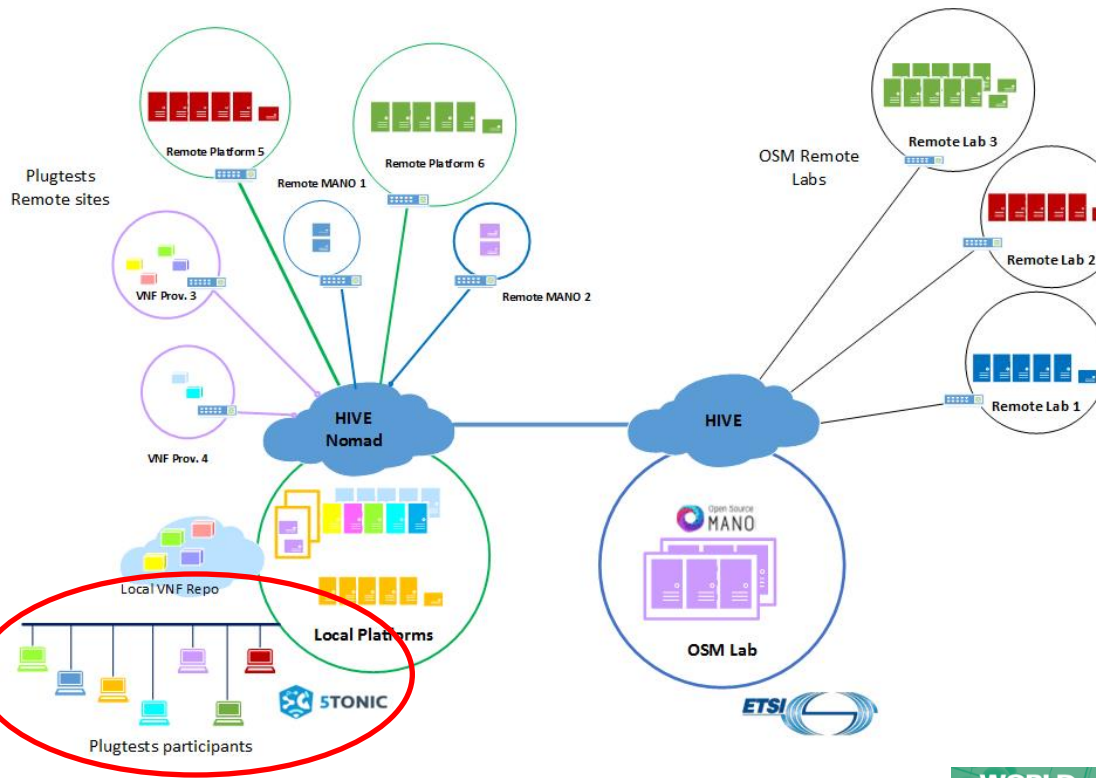 Remote Platform 5
Remote Platform 6
Remote Lab 3
Plugtests
Remote sites
Remote MANO 1
OSM Remote
Labs
VNF Prov. 3
Remote MANO 2
Remote Lab 2
HIVE
Nomad
HIVE
Remote Lab 1
VNF Prov. 4
Open Source
MANO
Local VNF Repo
Local Platforms
OSM Lab
5TONIC
ETSI
Plugtests participants
WORLD